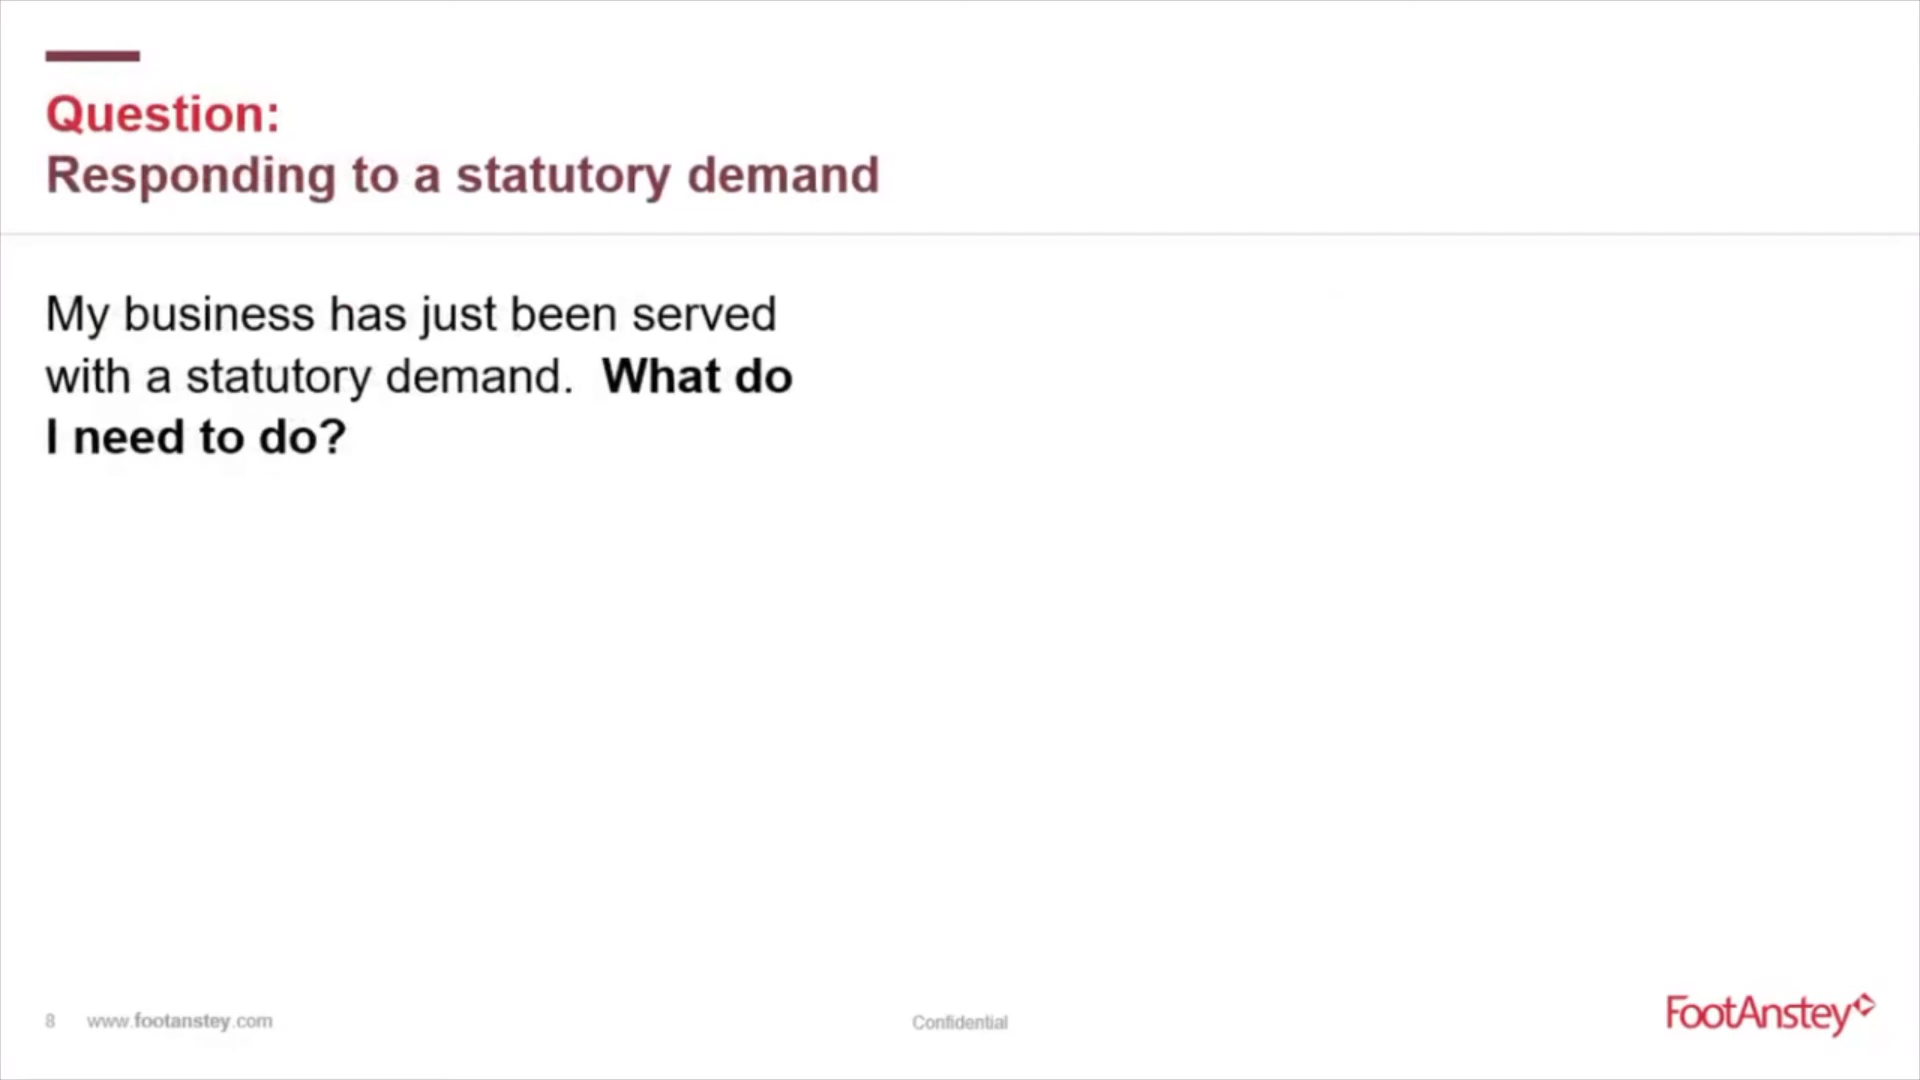 Question:
Responding to a statutory demand
My business has just been served
with a statutory demand. What do
I need to do?
8 www.footanstey.com
Confidential
FootAnstey